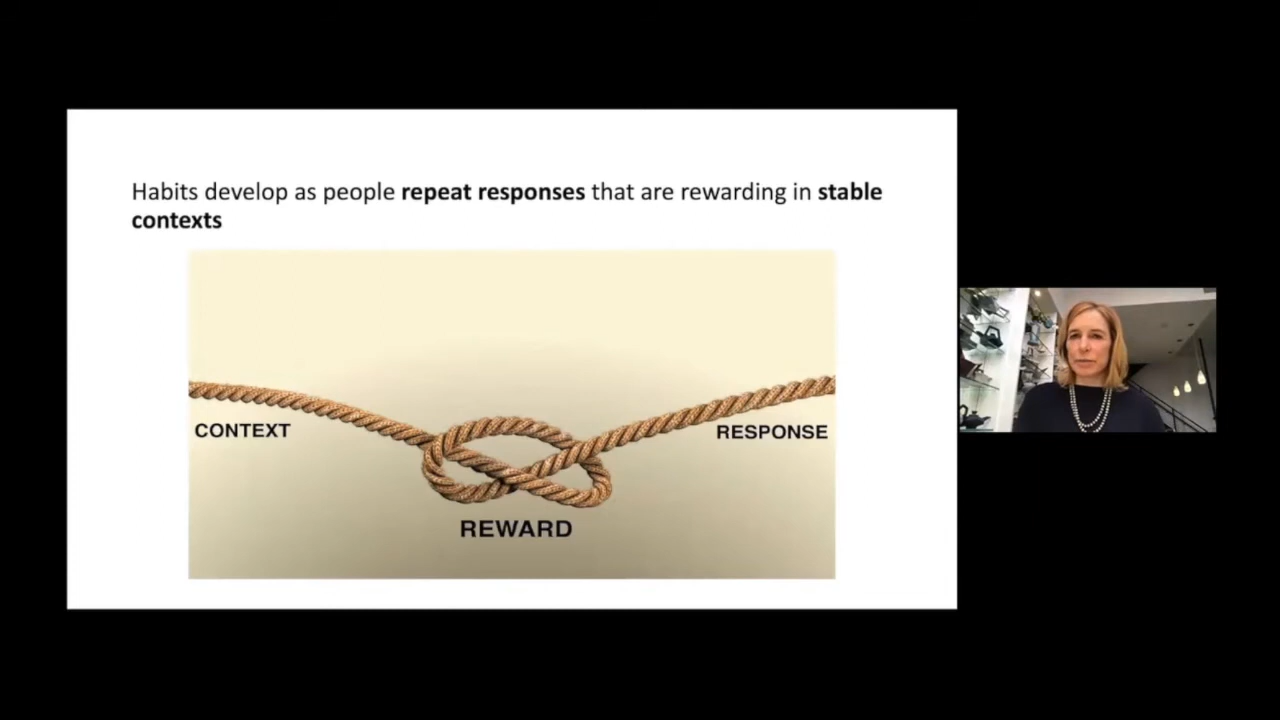 Habits develop as people repeat responses that are rewarding in stable
contexts
CONTEXT
RESPONSE
REWARD